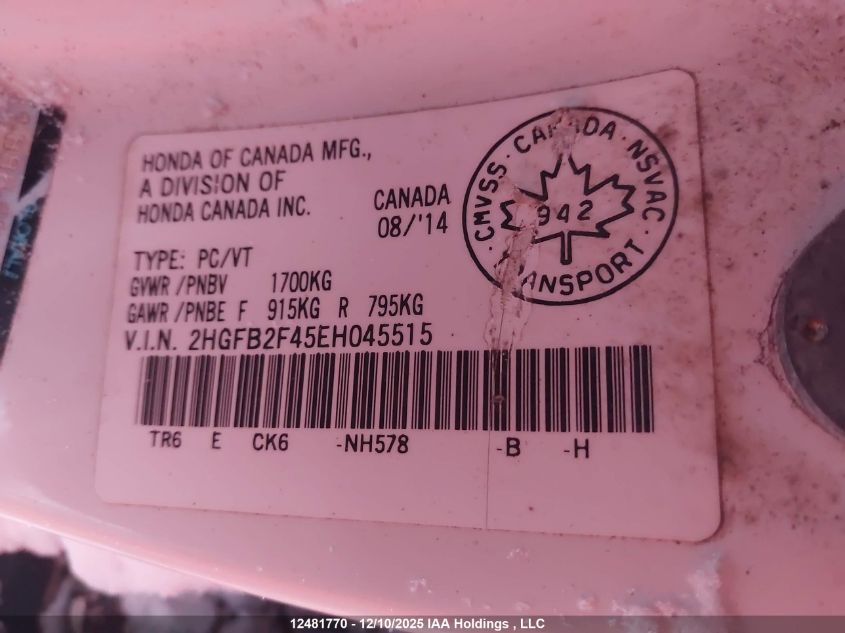 HONDA OF CANADA MFG.,
A DIVISION OF
HONDA CANADA INC.
CANADA
08/'14
CMVSS · CANADA · NSVAC ·
942
TRANSPORT
TYPE: PC/VT
GVWR /PNBV 1700KG
GAWR /PNBE F 915KG R 795KG
V.I.N. 2HGFB2F45EH045515
TR6 E CK6 -NH578 -B -H
12481770 - 12/10/2025 IAA Holdings , LLC